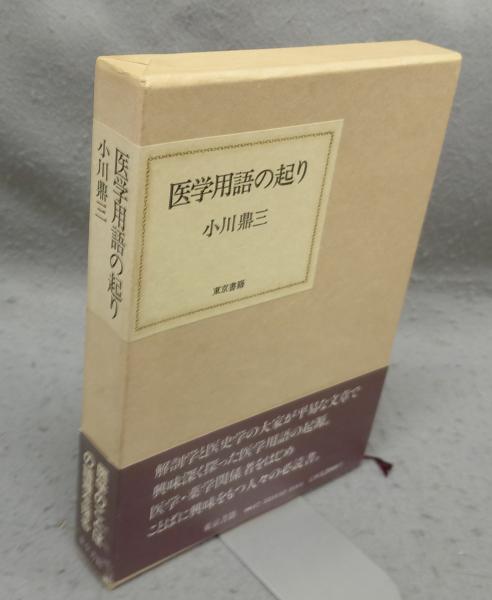 医学用語の起り
小川鼎三
東京書籍
医学用語の起り
小川鼎三
解剖学と医史学の大家が平易な文章で
興味深く探った医学用語の起源。
医学・薬学関係者をはじめ
ことばに興味をもつ人々の必読書。
東京書籍